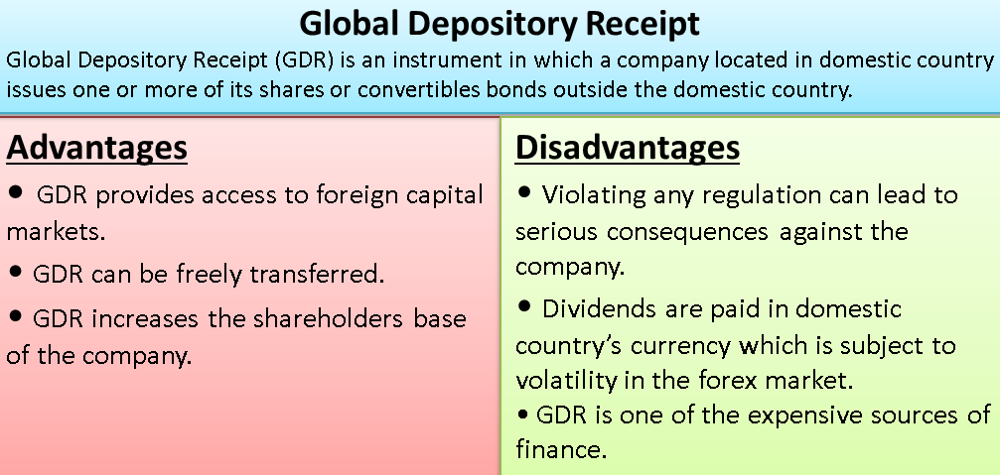 Global Depository Receipt
Global Depository Receipt (GDR) is an instrument in which a company located in domestic country
issues one or more of its shares or convertibles bonds outside the domestic country.
Advantages
• GDR provides access to foreign capital
markets.
• GDR can be freely transferred.
• GDR increases the shareholders base
of the company.
Disadvantages
• Violating any regulation can lead to
serious consequences against the
company.
• Dividends are paid in domestic
country’s currency which is subject to
volatility in the forex market.
• GDR is one of the expensive sources of
finance.